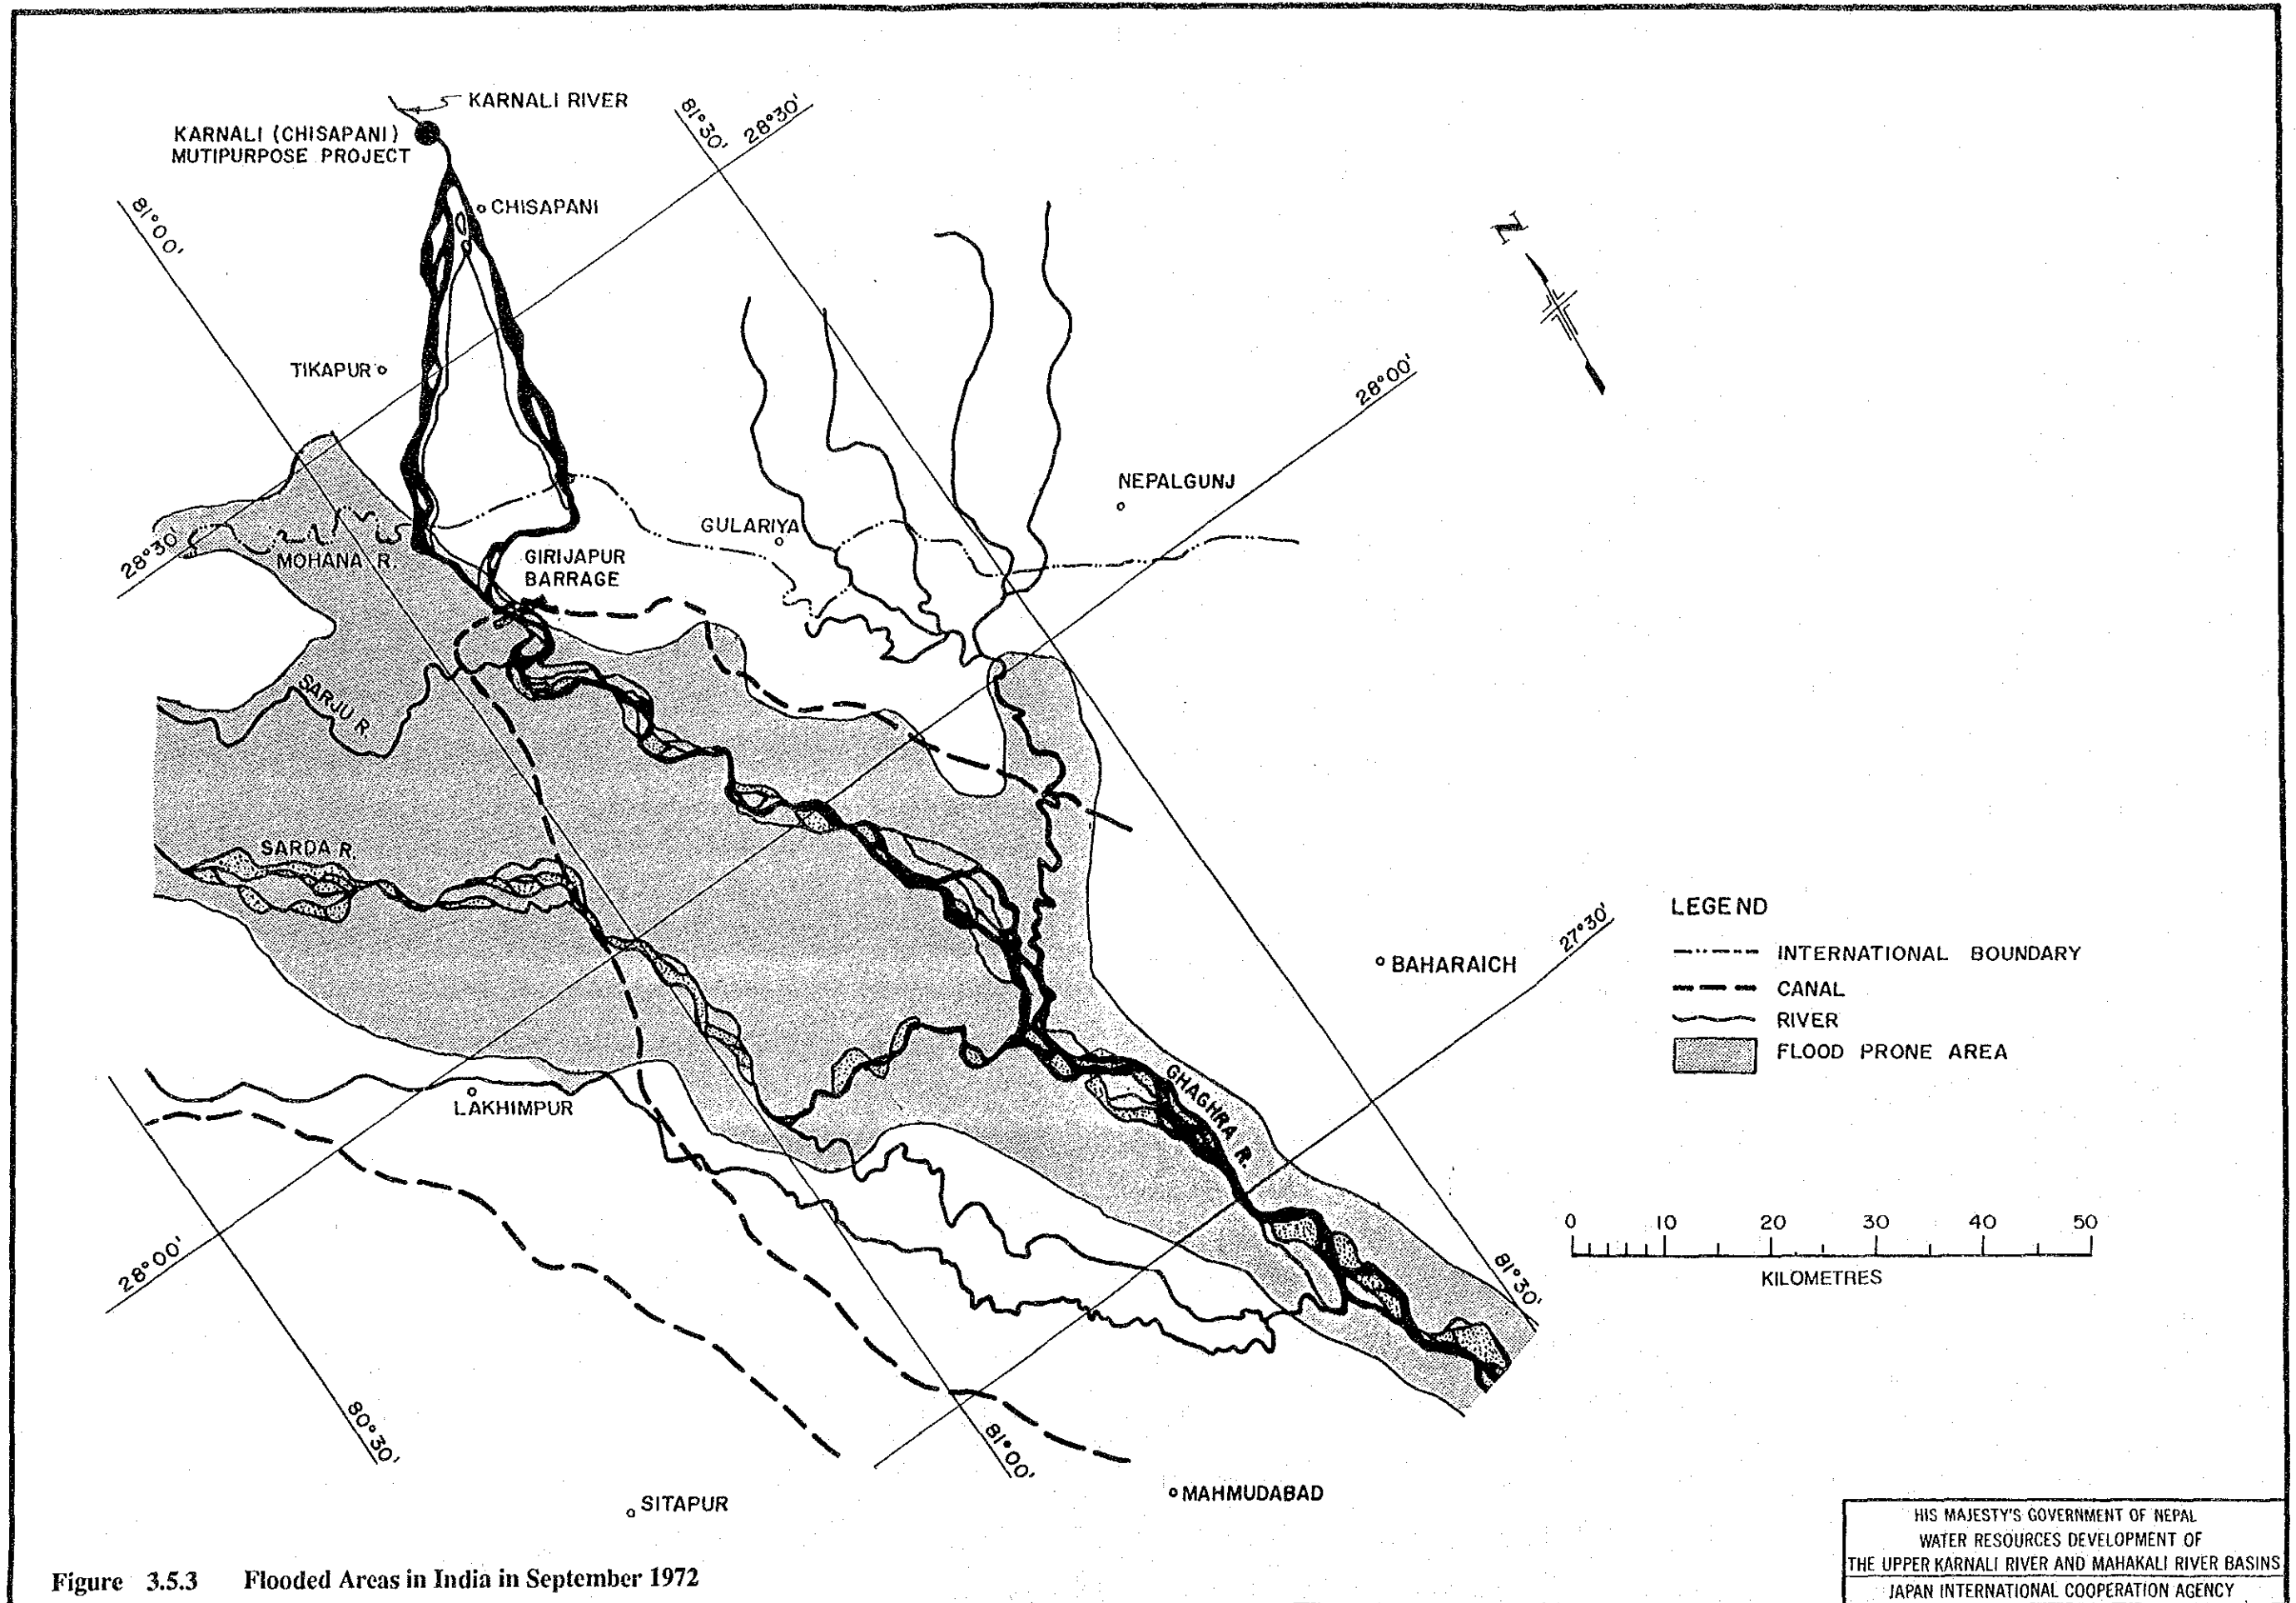 KARNALI RIVER
KARNALI (CHISAPANI)
MUTIPURPOSE PROJECT
81°30'
28°30'
81°00'
CHISAPANI
N
TIKAPUR
28°00'
NEPALGUNJ
GULARIYA
28°30'
MOHANA R.
GIRIJAPUR
BARRAGE
SARJU R.
SARDA R.
LEGEND
INTERNATIONAL BOUNDARY
CANAL
RIVER
FLOOD PRONE AREA
27°30'
BAHARAICH
LAKHIMPUR
GHAGHRA R.
28°00'
0 10 20 30 40 50
KILOMETRES
81°30'
80°30'
81°00'
SITAPUR
MAHMUDABAD
Figure 3.5.3 Flooded Areas in India in September 1972
HIS MAJESTY'S GOVERNMENT OF NEPAL
WATER RESOURCES DEVELOPMENT OF
THE UPPER KARNALI RIVER AND MAHAKALI RIVER BASINS
JAPAN INTERNATIONAL COOPERATION AGENCY